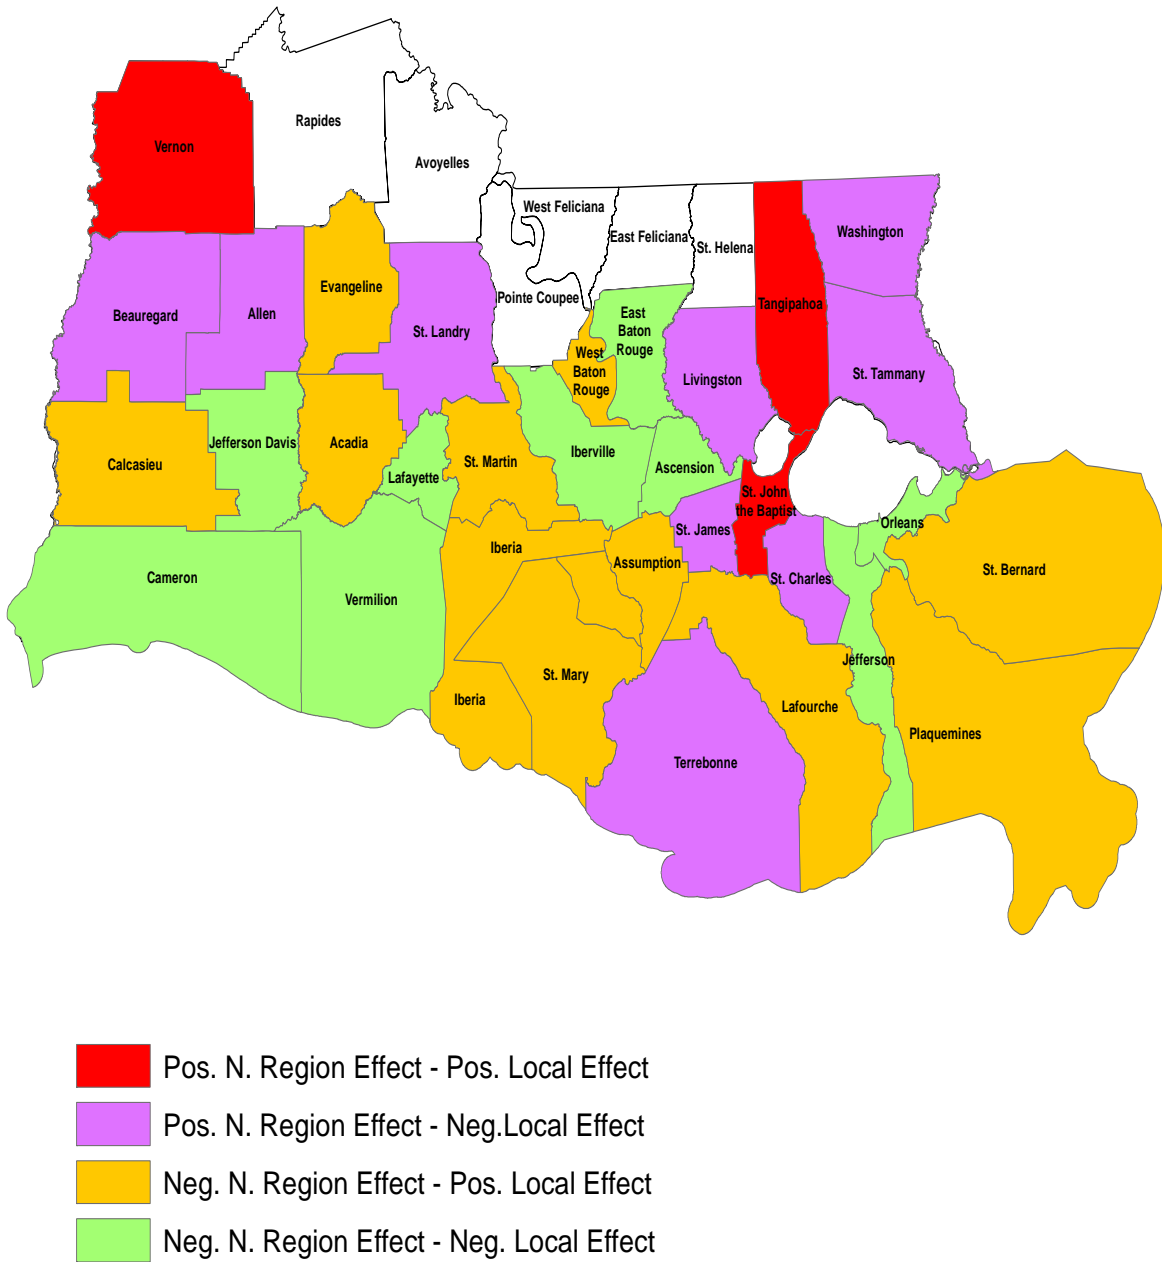 Rapides
Vernon
Avoyelles
West Feliciana
East Feliciana
St. Helena
Washington
Evangeline
Pointe Coupee
Tangipahoa
Beauregard
Allen
St. Landry
East
Baton
Rouge
West
Baton
Rouge
Livingston
St. Tammany
Jefferson Davis
Acadia
Calcasieu
Lafayette
St. Martin
Iberville
Ascension
St. John
the Baptist
Orleans
St. James
Iberia
Assumption
St. Charles
St. Bernard
Cameron
Vermilion
Jefferson
St. Mary
Iberia
Lafourche
Plaquemines
Terrebonne
Pos. N. Region Effect - Pos. Local Effect
Pos. N. Region Effect - Neg.Local Effect
Neg. N. Region Effect - Pos. Local Effect
Neg. N. Region Effect - Neg. Local Effect